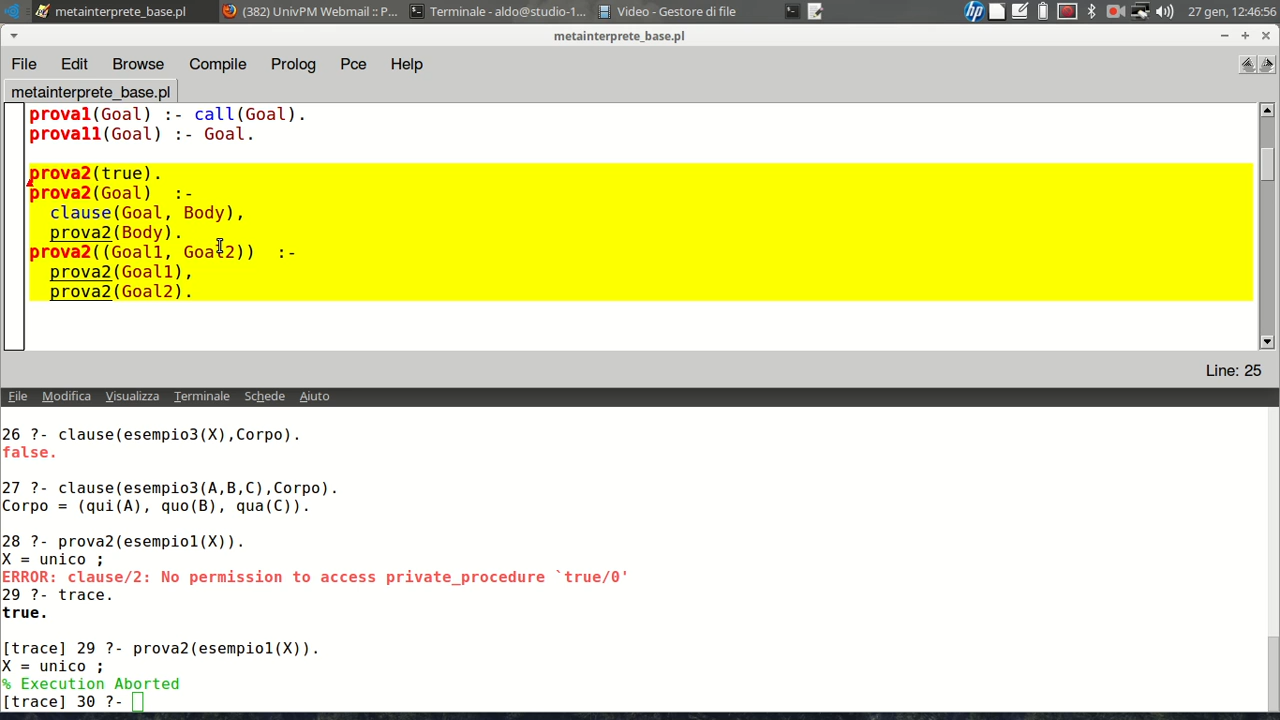 metainterprete_base.pl
(382) UnivPM Webmail :: P...
Terminale - aldo@studio-1...
Video - Gestore di file
27 gen, 12:46:56
metainterprete_base.pl
File Edit Browse Compile Prolog Pce Help
metainterprete_base.pl
prova1(Goal) :- call(Goal).
prova11(Goal) :- Goal.
prova2(true).
prova2(Goal)  :-
  clause(Goal, Body),
  prova2(Body).
prova2((Goal1, Goal2))  :-
  prova2(Goal1),
  prova2(Goal2).
Line: 25
File Modifica Visualizza Terminale Schede Aiuto
26 ?- clause(esempio3(X),Corpo).
false.
27 ?- clause(esempio3(A,B,C),Corpo).
Corpo = (qui(A), quo(B), qua(C)).
28 ?- prova2(esempio1(X)).
X = unico ;
ERROR: clause/2: No permission to access private_procedure `true/0'
29 ?- trace.
true.
[trace] 29 ?- prova2(esempio1(X)).
X = unico ;
% Execution Aborted
[trace] 30 ?-